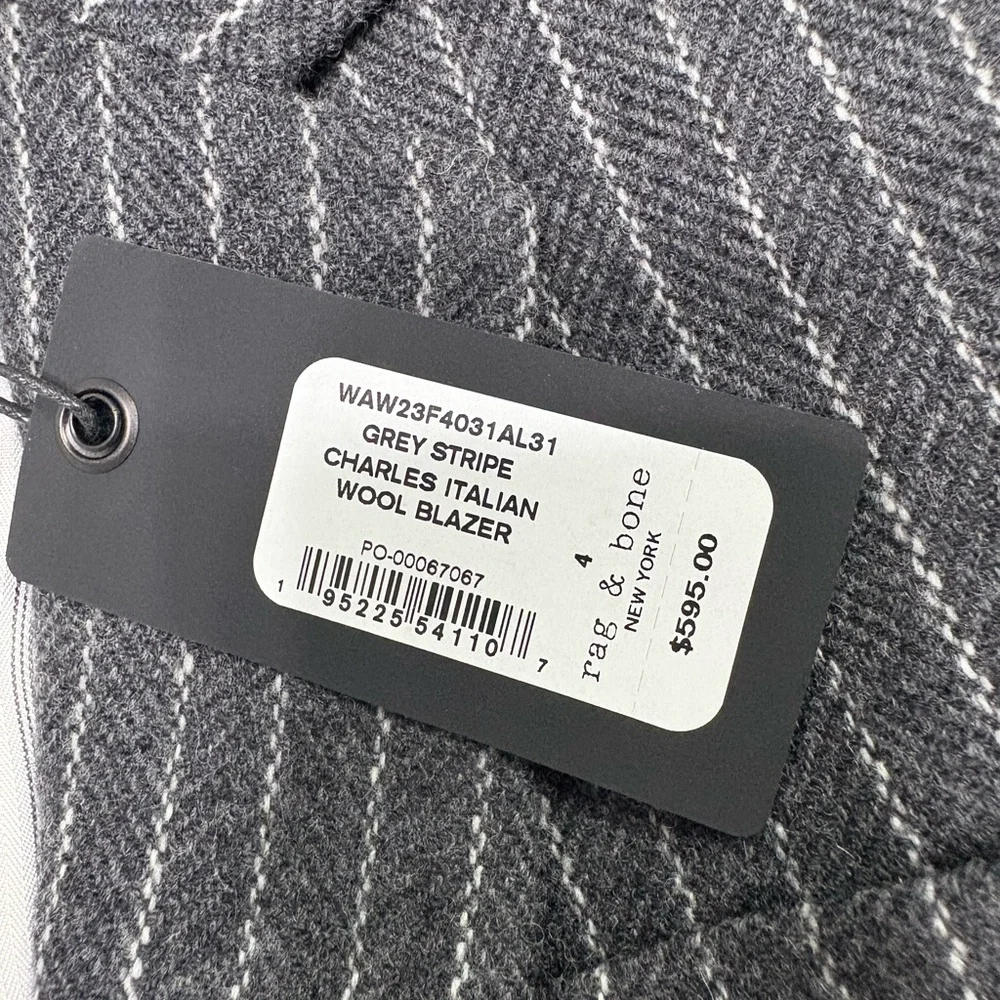 WAW23F4031AL31
GREY STRIPE
CHARLES ITALIAN
WOOL BLAZER
PO-00067067
1 95225 54110 7
4
rag & bone
NEW YORK
$595.00